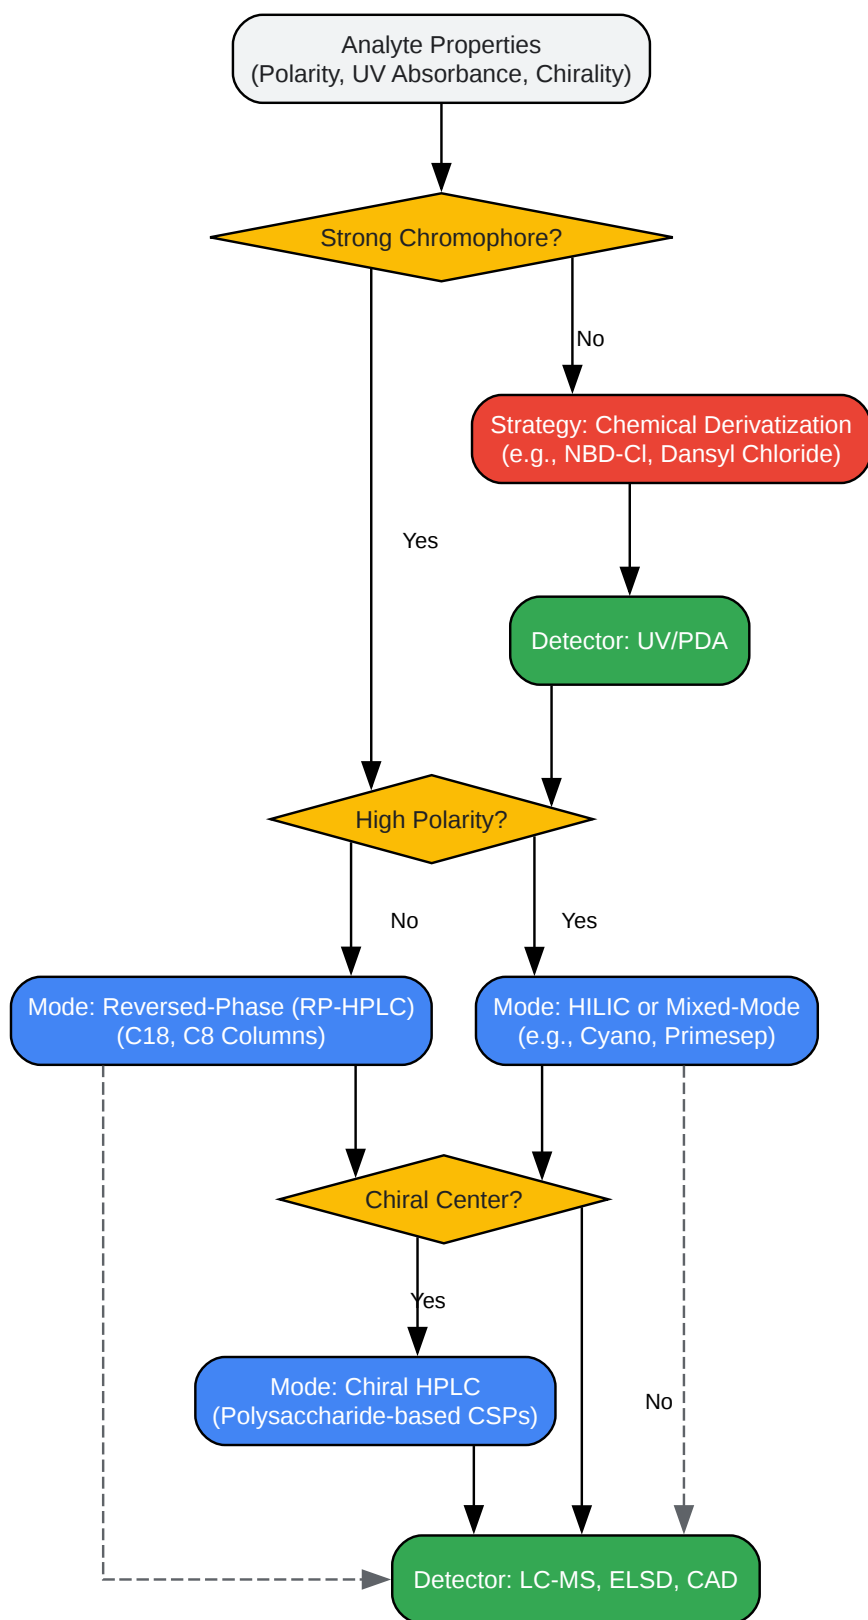 Analyte Properties
(Polarity, UV Absorbance, Chirality)
Strong Chromophore?
No
Strategy: Chemical Derivatization
(e.g., NBD-Cl, Dansyl Chloride)
Yes
Detector: UV/PDA
High Polarity?
No
Yes
Mode: Reversed-Phase (RP-HPLC)
(C18, C8 Columns)
Mode: HILIC or Mixed-Mode
(e.g., Cyano, Primesep)
Chiral Center?
Yes
Mode: Chiral HPLC
(Polysaccharide-based CSPs)
No
Detector: LC-MS, ELSD, CAD